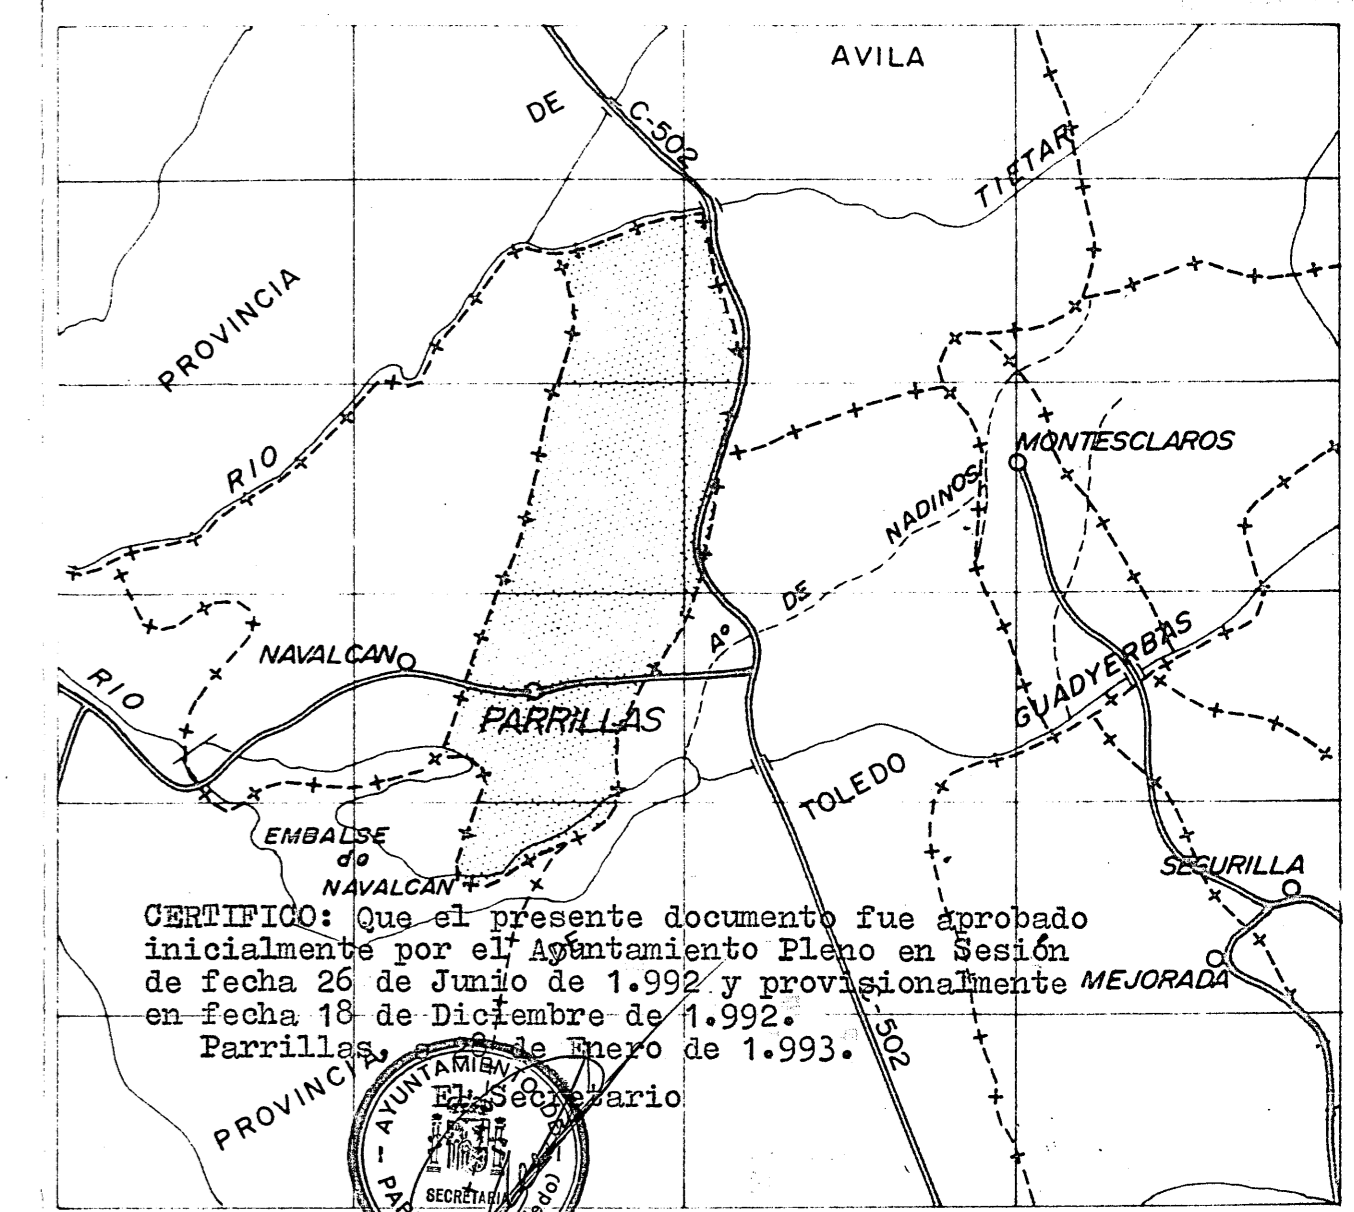 AVILA
DE
C-502
TIETAR
PROVINCIA
RIO
MONTESCLAROS
NADINOS
DE
Aº
NAVALCAN
RIO
GUADYERBAS
PARRILLAS
TOLEDO
EMBALSE
de
NAVALCAN
SEGURILLA
CERTIFICO: Que el presente documento fue aprobado
inicialmente por el Ayuntamiento Pleno en Sesión
DE
de fecha 26 de Junio de 1.992 y provisionalmente
MEJORADA
en fecha 18 de Diciembre de 1.992.
Parrillas, a 28 de Enero de 1.993.
C-502
PROVINCIA
El Secretario
AYUNTAMIENTO DE
SECRETARIA